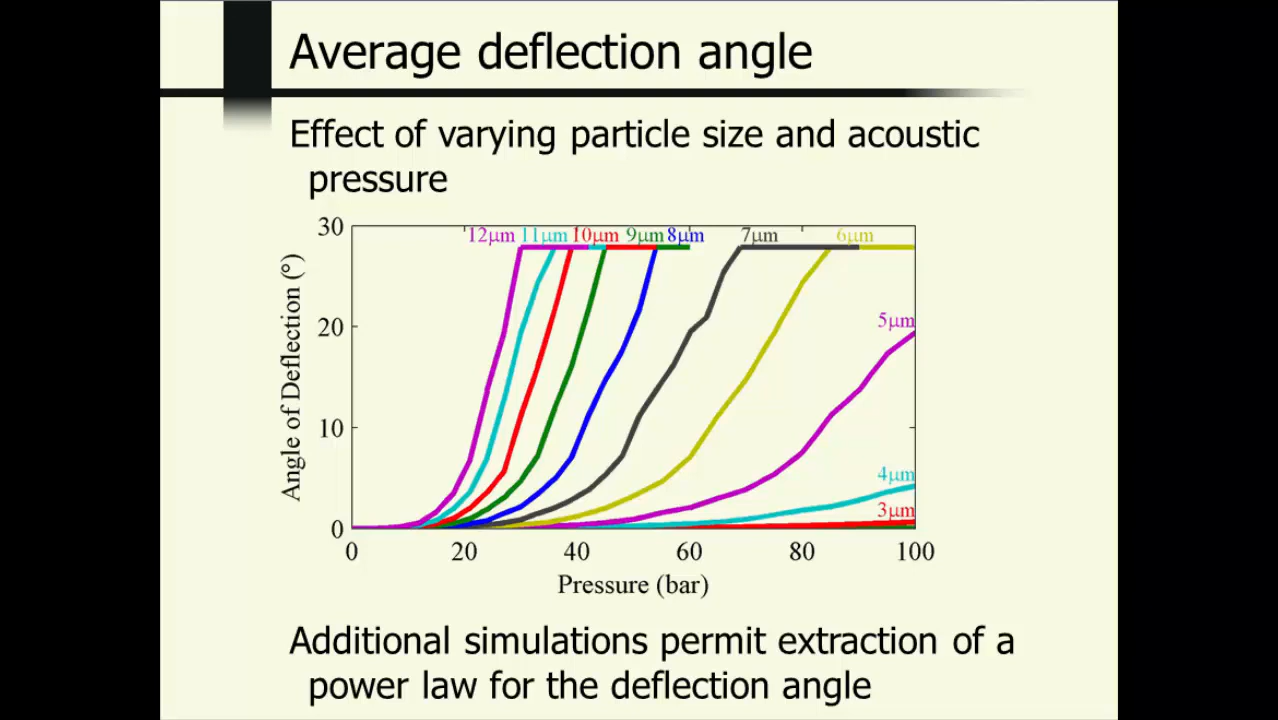 Average deflection angle
Effect of varying particle size and acoustic
pressure
30
12μm 11μm 10μm 9μm 8μm 7μm 6μm
20
5μm
10
4μm
3μm
0
Angle of Deflection (°)
0 20 40 60 80 100
Pressure (bar)
Additional simulations permit extraction of a
power law for the deflection angle